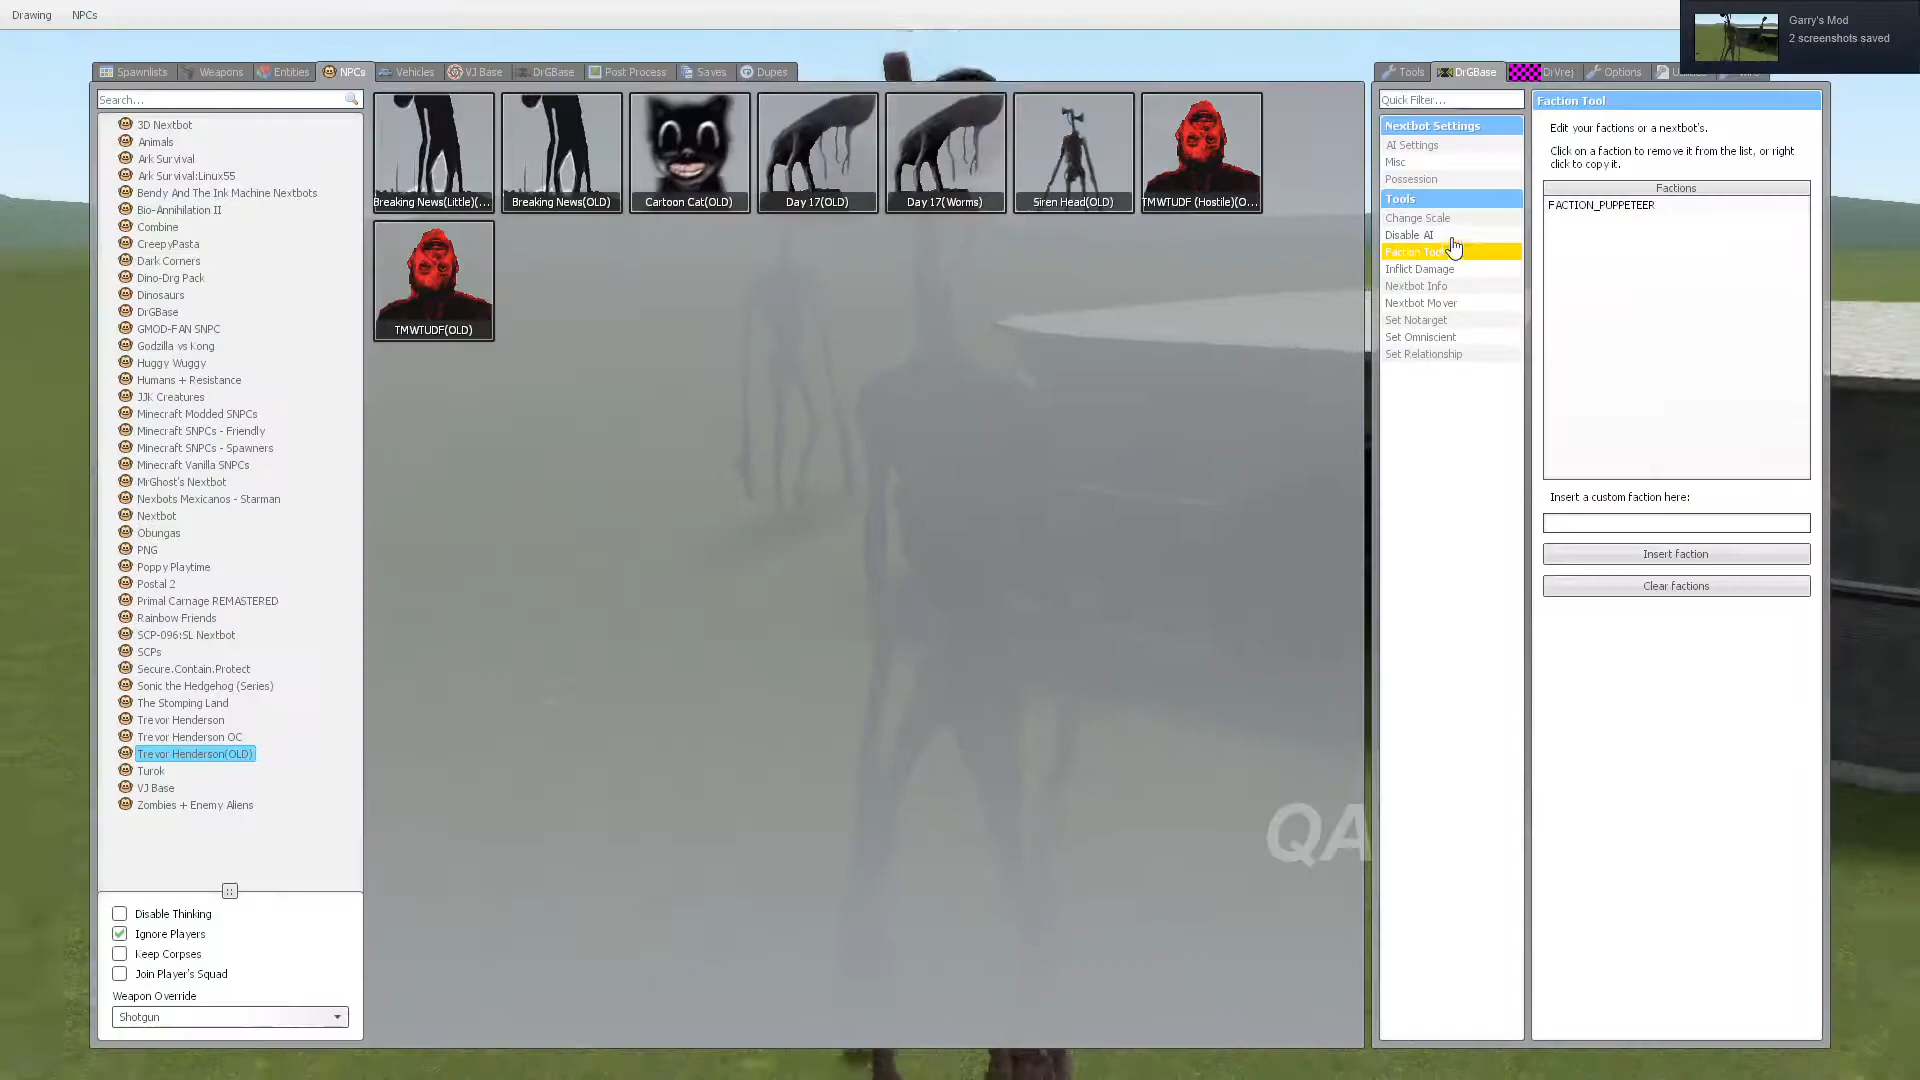 Drawing NPCs
Garry's Mod
2 screenshots saved
Spawnlists Weapons Entities NPCs Vehicles VJ Base DrGBase Post Process Saves Dupes
Tools DrGBase DrVrej Options
Search...
3D Nextbot
Animals
Ark Survival
Ark Survival:Linux55
Bendy And The Ink Machine Nextbots
Bio-Annihilation II
Combine
CreepyPasta
Dark Corners
Dino-Drg Pack
Dinosaurs
DrGBase
GMOD-FAN SNPC
Godzilla vs Kong
Huggy Wuggy
Humans + Resistance
JJK Creatures
Minecraft Modded SNPCs
Minecraft SNPCs - Friendly
Minecraft SNPCs - Spawners
Minecraft Vanilla SNPCs
MrGhost's Nextbot
Nexbots Mexicanos - Starman
Nextbot
Obungas
PNG
Poppy Playtime
Postal 2
Primal Carnage REMASTERED
Rainbow Friends
SCP-096:SL Nextbot
SCPs
Secure.Contain.Protect
Sonic the Hedgehog (Series)
The Stomping Land
Trevor Henderson
Trevor Henderson OC
Trevor Henderson(OLD)
Turok
VJ Base
Zombies + Enemy Aliens
Disable Thinking
Ignore Players
Keep Corpses
Join Player's Squad
Weapon Override
Shotgun
Breaking News(Little)(... Breaking News(OLD) Cartoon Cat(OLD) Day 17(OLD) Day 17(Worms) Siren Head(OLD) TMWTUDF (Hostile)(O...
TMWTUDF(OLD)
QA
Quick Filter...
Nextbot Settings
AI Settings
Misc
Possession
Tools
Change Scale
Disable AI
Faction Tool
Inflict Damage
Nextbot Info
Nextbot Mover
Set Notarget
Set Omniscient
Set Relationship
Faction Tool
Edit your factions or a nextbot's.
Click on a faction to remove it from the list, or right
click to copy it.
Factions
FACTION_PUPPETEER
Insert a custom faction here:
Insert faction
Clear factions